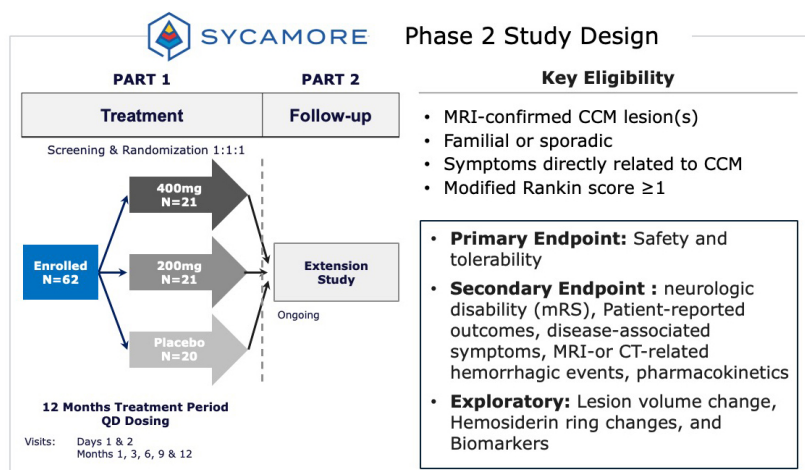 SYCAMORE Phase 2 Study Design
PART 1
PART 2
Treatment
Follow-up
Screening & Randomization 1:1:1
400mg
N=21
Enrolled
N=62
200mg
N=21
Extension
Study
Placebo
N=20
Ongoing
12 Months Treatment Period
QD Dosing
Visits: Days 1 & 2
Months 1, 3, 6, 9 & 12
Key Eligibility
• MRI-confirmed CCM lesion(s)
• Familial or sporadic
• Symptoms directly related to CCM
• Modified Rankin score ≥1
• Primary Endpoint: Safety and
tolerability
• Secondary Endpoint : neurologic
disability (mRS), Patient-reported
outcomes, disease-associated
symptoms, MRI-or CT-related
hemorrhagic events, pharmacokinetics
• Exploratory: Lesion volume change,
Hemosiderin ring changes, and
Biomarkers